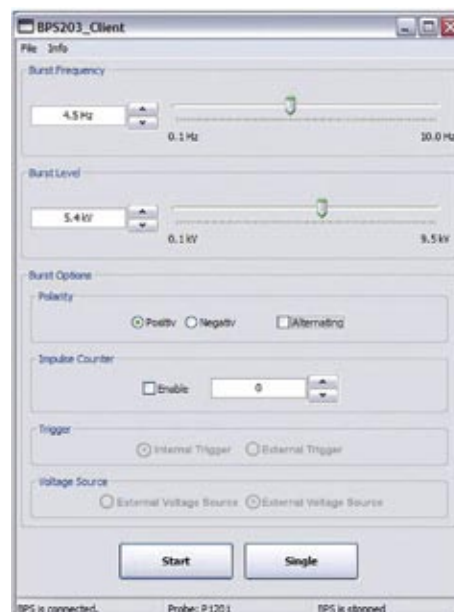 BPS203_Client
File Info
Burst Frequency
4.5 Hz
0.1 Hz 10.0 Hz
Burst Level
5.4 kV
0.1 kV 9.5 kV
Burst Options
Polarity
Positiv Negativ Alternating
Impulse Counter
Enable 0
Trigger
Internal Trigger External Trigger
Voltage Source
External Voltage Source External Voltage Source
Start Single
BPS is connected. Probe: P1201 BPS is stopped